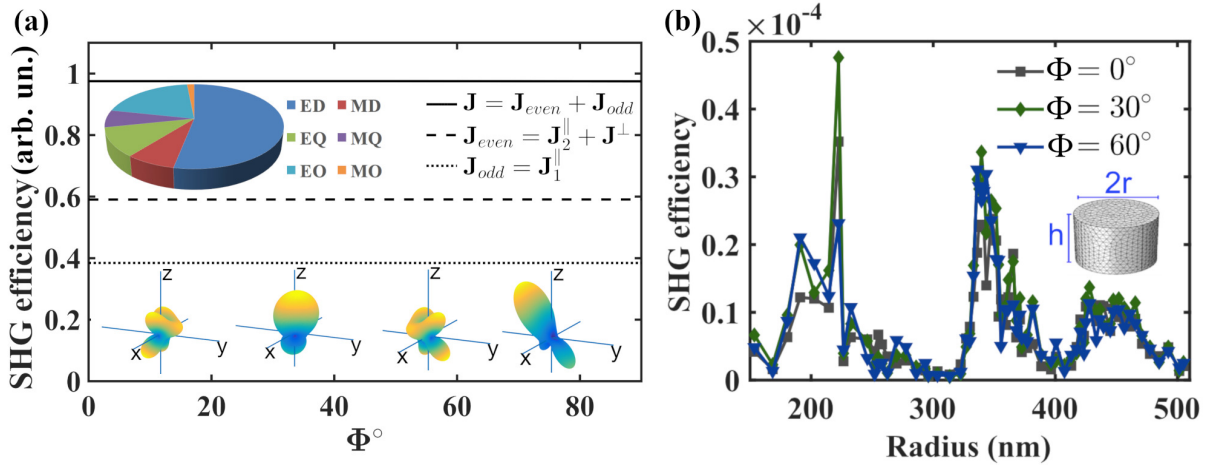 (a)
SHG efficiency (arb. un.)
1
0.8
0.6
0.4
0.2
0
0 20 40 60 80
Φ°
ED MD
EQ MQ
EO MO
J = J_even + J_odd
J_even = J_2^∥ + J^⊥
J_odd = J_1^∥
z z z z
x y x y x y x y
(b)
×10^-4
SHG efficiency
0.5
0.4
0.3
0.2
0.1
0
200 300 400 500
Radius (nm)
Φ = 0°
Φ = 30°
Φ = 60°
2r
h